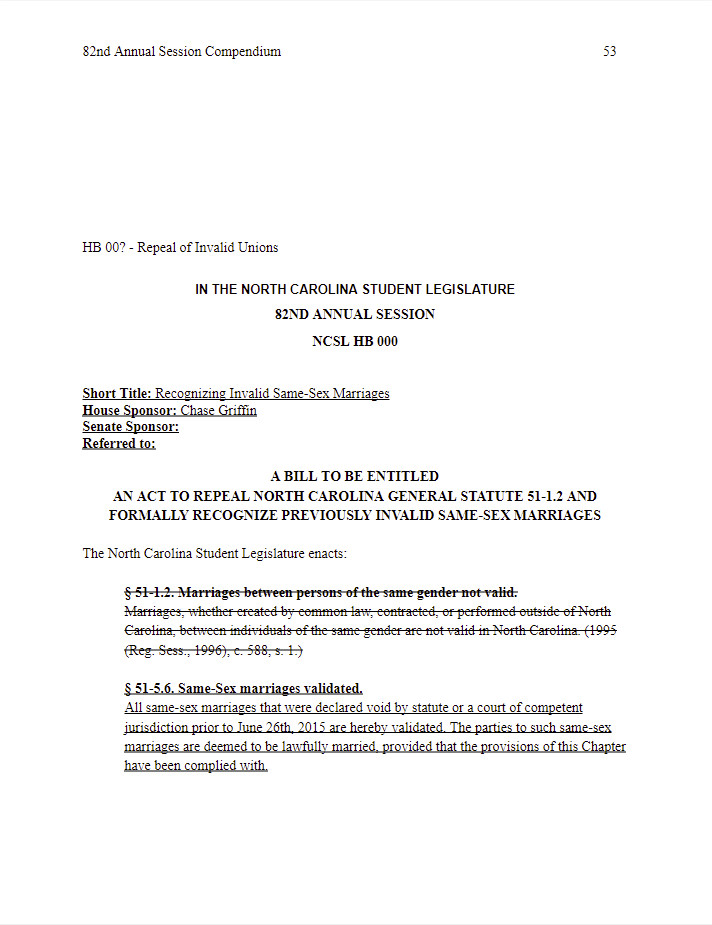 82nd Annual Session Compendium 53
HB 00? - Repeal of Invalid Unions
IN THE NORTH CAROLINA STUDENT LEGISLATURE
82ND ANNUAL SESSION
NCSL HB 000
Short Title: Recognizing Invalid Same-Sex Marriages
House Sponsor: Chase Griffin
Senate Sponsor:
Referred to:
A BILL TO BE ENTITLED
AN ACT TO REPEAL NORTH CAROLINA GENERAL STATUTE 51-1.2 AND
FORMALLY RECOGNIZE PREVIOUSLY INVALID SAME-SEX MARRIAGES
The North Carolina Student Legislature enacts:
§ 51-1.2. Marriages between persons of the same gender not valid.
Marriages, whether created by common law, contracted, or performed outside of North
Carolina, between individuals of the same gender are not valid in North Carolina. (1995
(Reg. Sess., 1996), c. 588, s. 1.)
§ 51-5.6. Same-Sex marriages validated.
All same-sex marriages that were declared void by statute or a court of competent
jurisdiction prior to June 26th, 2015 are hereby validated. The parties to such same-sex
marriages are deemed to be lawfully married, provided that the provisions of this Chapter
have been complied with.